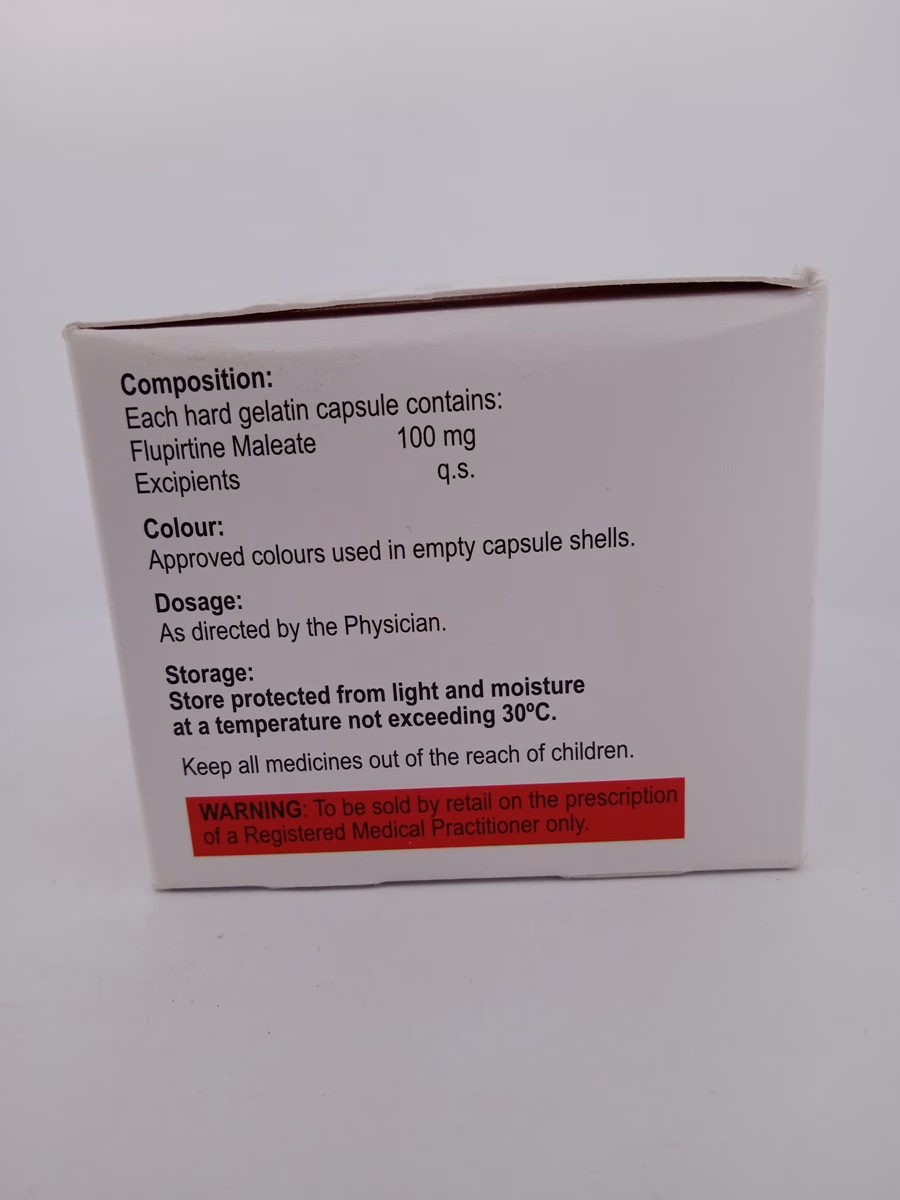 Composition:
Each hard gelatin capsule contains:
Flupirtine Maleate 100 mg
Excipients q.s.
Colour:
Approved colours used in empty capsule shells.
Dosage:
As directed by the Physician.
Storage:
Store protected from light and moisture
at a temperature not exceeding 30ºC.
Keep all medicines out of the reach of children.
WARNING: To be sold by retail on the prescription
of a Registered Medical Practitioner only.